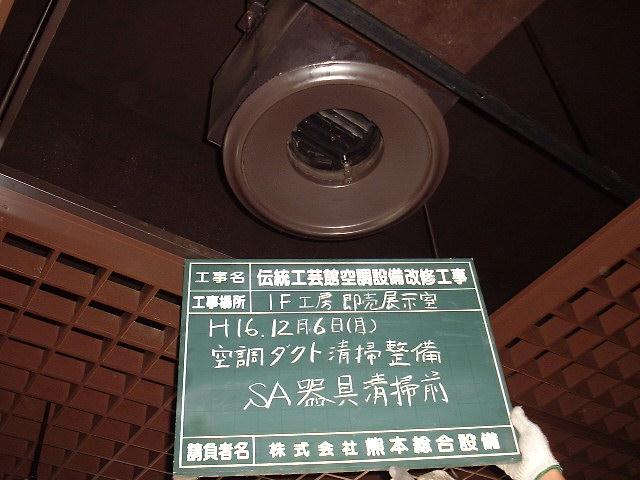 工事名 伝統工芸館空調設備改修工事
工事場所 1F工房 即売展示室
H16.12月6日(月)
空調ダクト清掃整備
SA器具清掃前
請負者名 株式会社 熊本総合設備